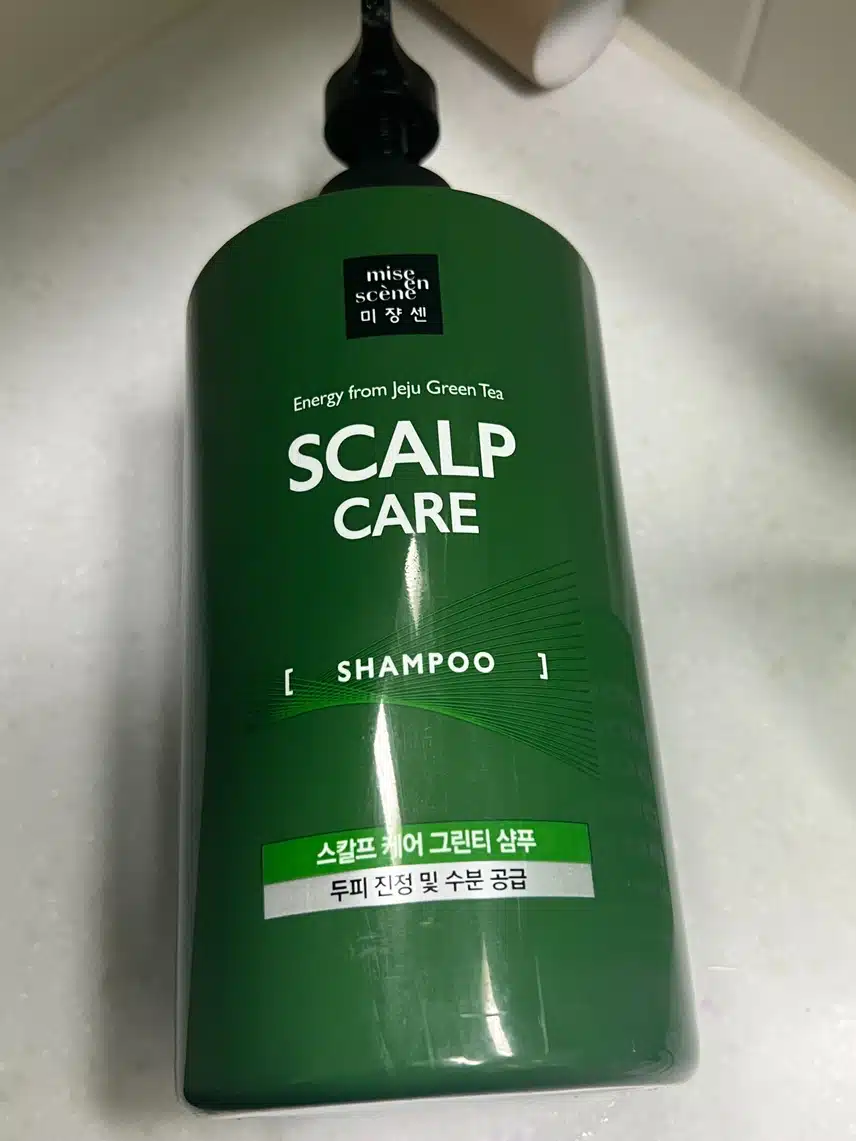 mise
en
scène
미쟝센
Energy from Jeju Green Tea
SCALP
CARE
[ SHAMPOO ]
스칼프 케어 그린티 샴푸
두피 진정 및 수분 공급